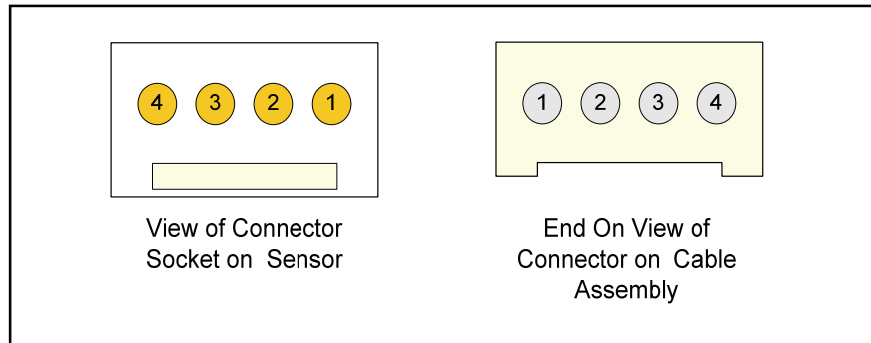 4 3 2 1
View of Connector
Socket on Sensor
1 2 3 4
End On View of
Connector on Cable
Assembly